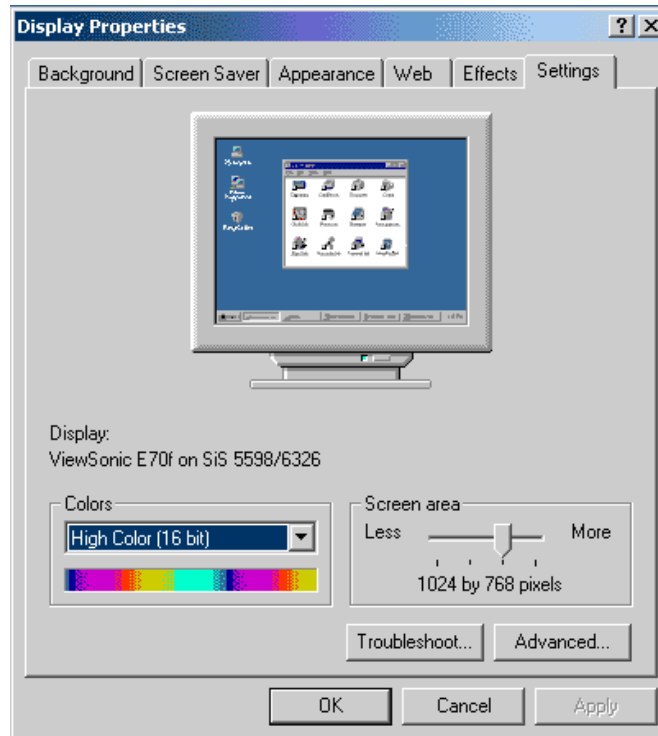 Display Properties
Background Screen Saver Appearance Web Effects Settings
Display:
ViewSonic E70f on SiS 5598/6326
Colors
High Color (16 bit)
Screen area
Less More
1024 by 768 pixels
Troubleshoot... Advanced...
OK Cancel Apply